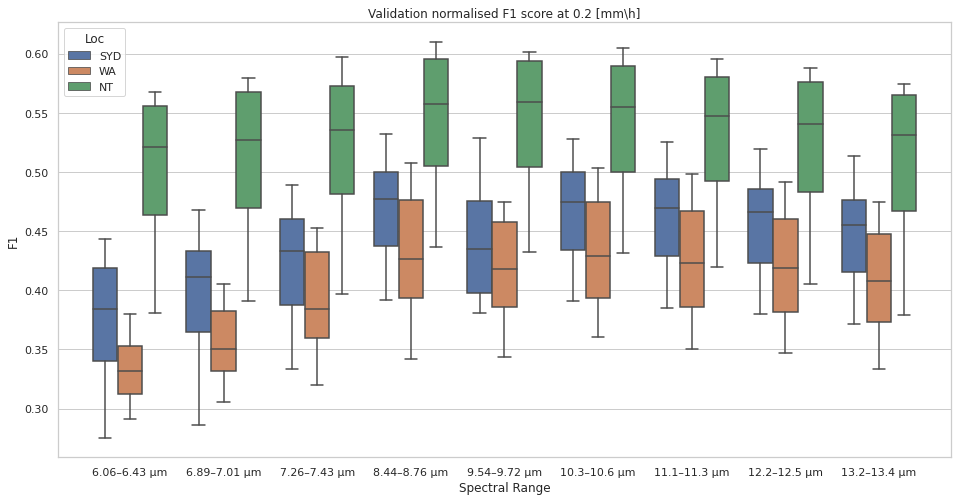 Validation normalised F1 score at 0.2 [mm\h]
Loc
SYD
WA
NT
0.60
0.55
0.50
0.45
0.40
0.35
0.30
F1
6.06–6.43 μm 6.89–7.01 μm 7.26–7.43 μm 8.44–8.76 μm 9.54–9.72 μm 10.3–10.6 μm 11.1–11.3 μm 12.2–12.5 μm 13.2–13.4 μm
Spectral Range